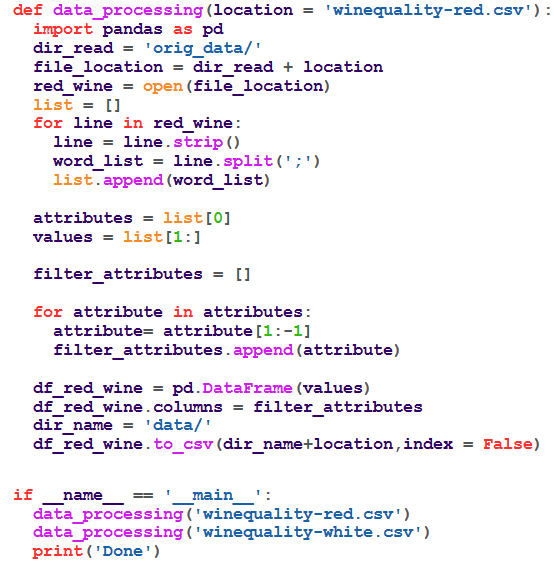 def data_processing(location = 'winequality-red.csv'):
  import pandas as pd
  dir_read = 'orig_data/'
  file_location = dir_read + location
  red_wine = open(file_location)
  list = []
  for line in red_wine:
    line = line.strip()
    word_list = line.split(';')
    list.append(word_list)

  attributes = list[0]
  values = list[1:]

  filter_attributes = []

  for attribute in attributes:
    attribute= attribute[1:-1]
    filter_attributes.append(attribute)

  df_red_wine = pd.DataFrame(values)
  df_red_wine.columns = filter_attributes
  dir_name = 'data/'
  df_red_wine.to_csv(dir_name+location,index = False)

if __name__ == '__main__':
  data_processing('winequality-red.csv')
  data_processing('winequality-white.csv')
  print('Done')